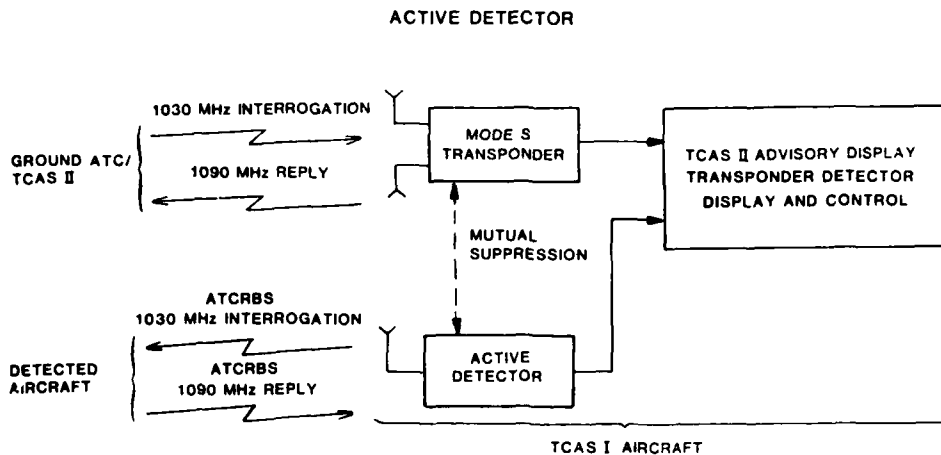 ACTIVE DETECTOR
1030 MHz INTERROGATION
GROUND ATC/
TCAS II
1090 MHz REPLY
MODE S
TRANSPONDER
TCAS II ADVISORY DISPLAY
TRANSPONDER DETECTOR
DISPLAY AND CONTROL
MUTUAL
SUPPRESSION
ATCRBS
1030 MHz INTERROGATION
DETECTED
AIRCRAFT
ATCRBS
1090 MHz REPLY
ACTIVE
DETECTOR
TCAS I AIRCRAFT